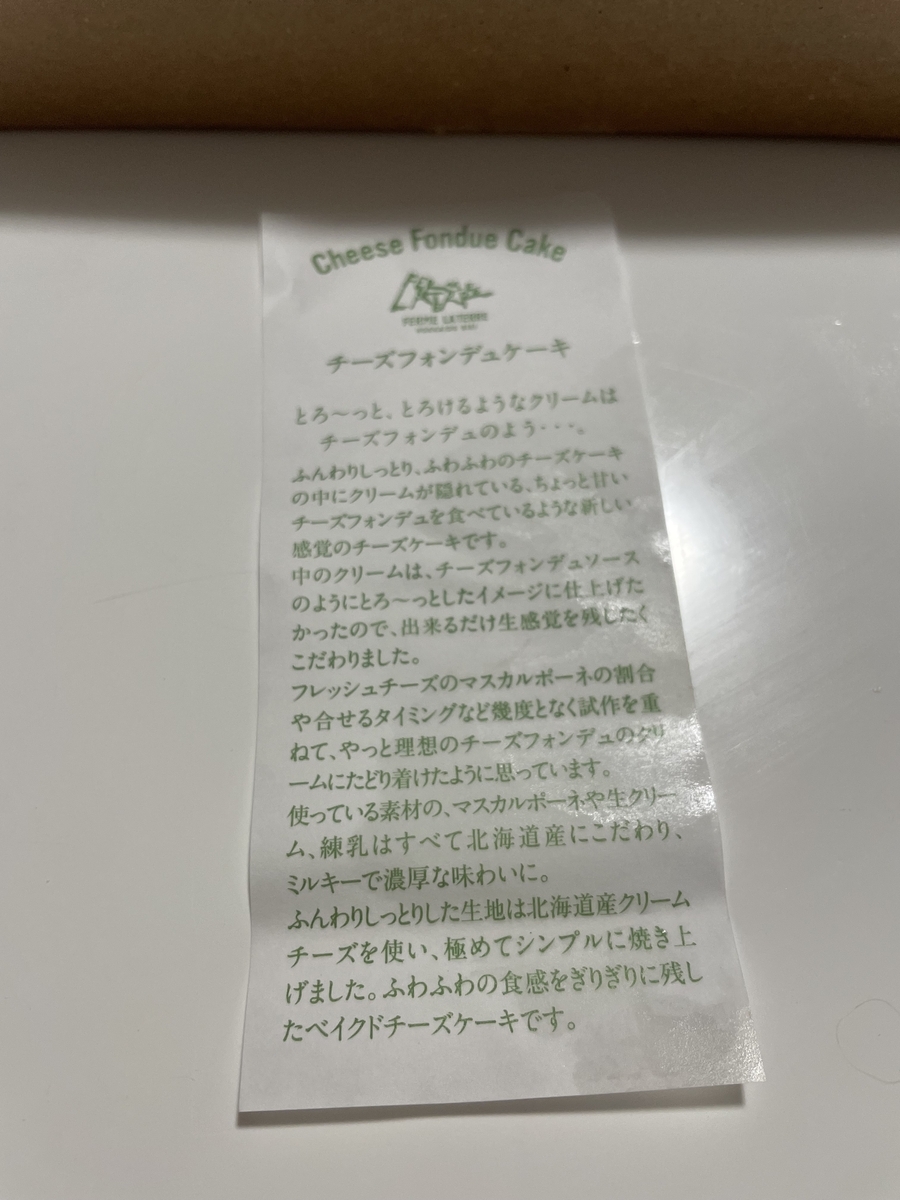 Cheese Fondue Cake
FERME LA TERRE
チーズフォンデュケーキ
とろ〜っと、とろけるようなクリームは
チーズフォンデュのよう・・・。
ふんわりしっとり、ふわふわのチーズケーキ
の中にクリームが隠れている、ちょっと甘い
チーズフォンデュを食べているような新しい
感覚のチーズケーキです。
中のクリームは、チーズフォンデュソース
のようにとろ〜っとしたイメージに仕上げた
かったので、出来るだけ生感覚を残したく
こだわりました。
フレッシュチーズのマスカルポーネの割合
や合せるタイミングなど幾度となく試作を重
ねて、やっと理想のチーズフォンデュのクリ
ームにたどり着けたように思っています。
使っている素材の、マスカルポーネや生クリー
ム、練乳はすべて北海道産にこだわり、
ミルキーで濃厚な味わいに。
ふんわりしっとりした生地は北海道産クリーム
チーズを使い、極めてシンプルに焼き上
げました。ふわふわの食感をぎりぎりに残し
たベイクドチーズケーキです。